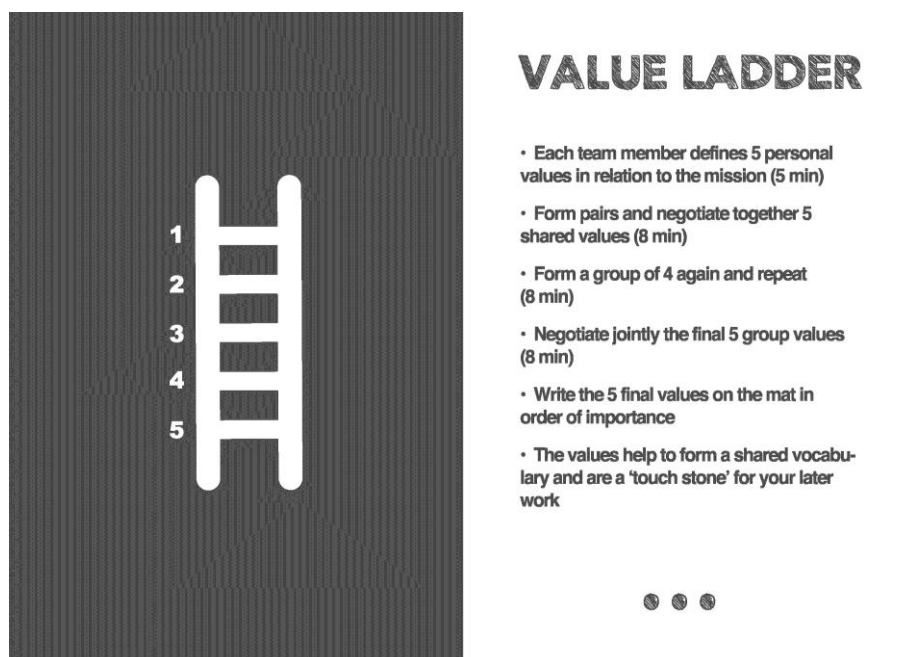 1
2
3
4
5
VALUE LADDER
• Each team member defines 5 personal
values in relation to the mission (5 min)
• Form pairs and negotiate together 5
shared values (8 min)
• Form a group of 4 again and repeat
(8 min)
• Negotiate jointly the final 5 group values
(8 min)
• Write the 5 final values on the mat in
order of importance
• The values help to form a shared vocabu-
lary and are a ‘touch stone’ for your later
work